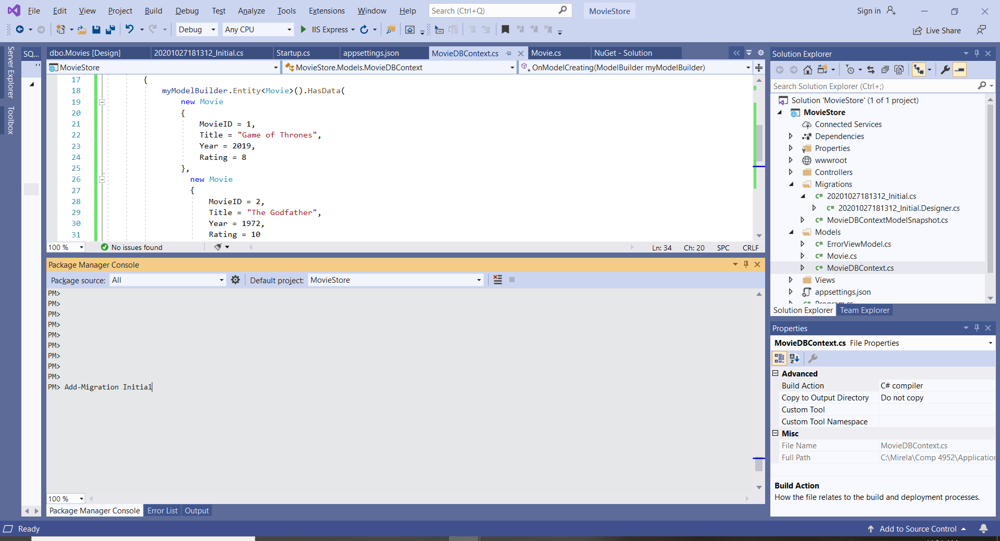 File Edit View Project Build Debug Test Analyze Tools Extensions Window Help Search (Ctrl+Q) MovieStore Sign in
Debug Any CPU IIS Express Live Share
Server Explorer
Toolbox
SQ...
dbo.Movies [Design] 20201027181312_Initial.cs Startup.cs appsettings.json MovieDBContext.cs Movie.cs NuGet - Solution
MovieStore MovieStore.Models.MovieDBContext OnModelCreating(ModelBuilder myModelBuilder)
17 {
18 myModelBuilder.Entity<Movie>().HasData(
19 new Movie
20 {
21 MovieID = 1,
22 Title = "Game of Thrones",
23 Year = 2019,
24 Rating = 8
25 },
26 new Movie
27 {
28 MovieID = 2,
29 Title = "The Godfather",
30 Year = 1972,
31 Rating = 10
100 % No issues found Ln: 34 Ch: 20 SPC CRLF
Package Manager Console
Package source: All Default project: MovieStore
PM>
PM>
PM>
PM>
PM>
PM>
PM>
PM>
PM>
PM> Add-Migration Initial
100 %
Package Manager Console Error List Output
Solution Explorer
Search Solution Explorer (Ctrl+;)
Solution 'MovieStore' (1 of 1 project)
MovieStore
Connected Services
Dependencies
Properties
wwwroot
Controllers
Migrations
C# 20201027181312_Initial.cs
C# 20201027181312_Initial.Designer.cs
C# MovieDBContextModelSnapshot.cs
Models
C# ErrorViewModel.cs
C# Movie.cs
C# MovieDBContext.cs
Views
appsettings.json
C# Program.cs
Solution Explorer Team Explorer
Properties
MovieDBContext.cs File Properties
Advanced
Build Action C# compiler
Copy to Output Directory Do not copy
Custom Tool
Custom Tool Namespace
Misc
File Name MovieDBContext.cs
Full Path C:\Mirela\Comp 4952\Application
Build Action
How the file relates to the build and deployment processes.
Ready Add to Source Control